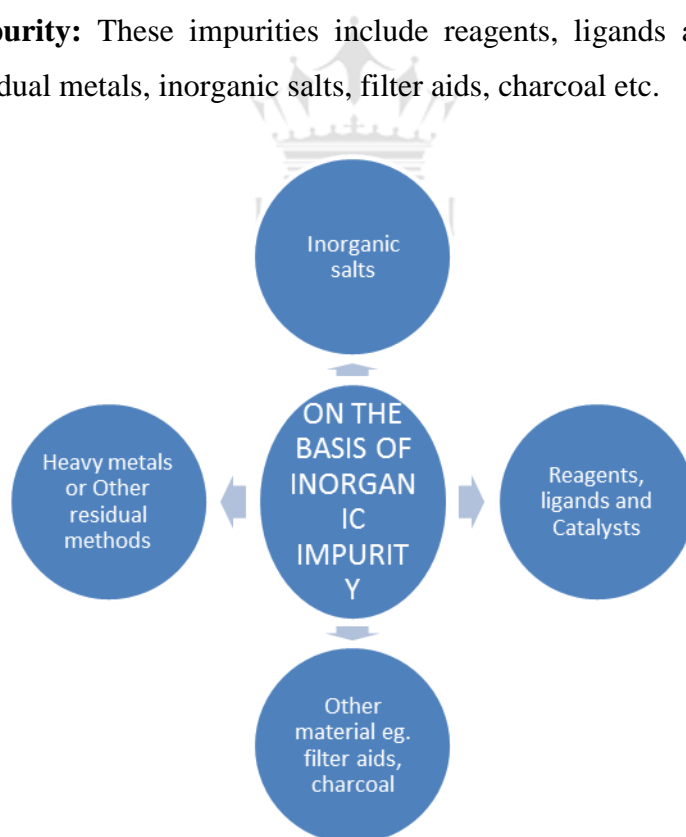 purity: These impurities include reagents, ligands a
dual metals, inorganic salts, filter aids, charcoal etc.
Inorganic
salts
Heavy metals
or Other
residual
methods
ON THE
BASIS OF
INORGAN
IC
IMPURIT
Y
Reagents,
ligands and
Catalysts
Other
material eg.
filter aids,
charcoal